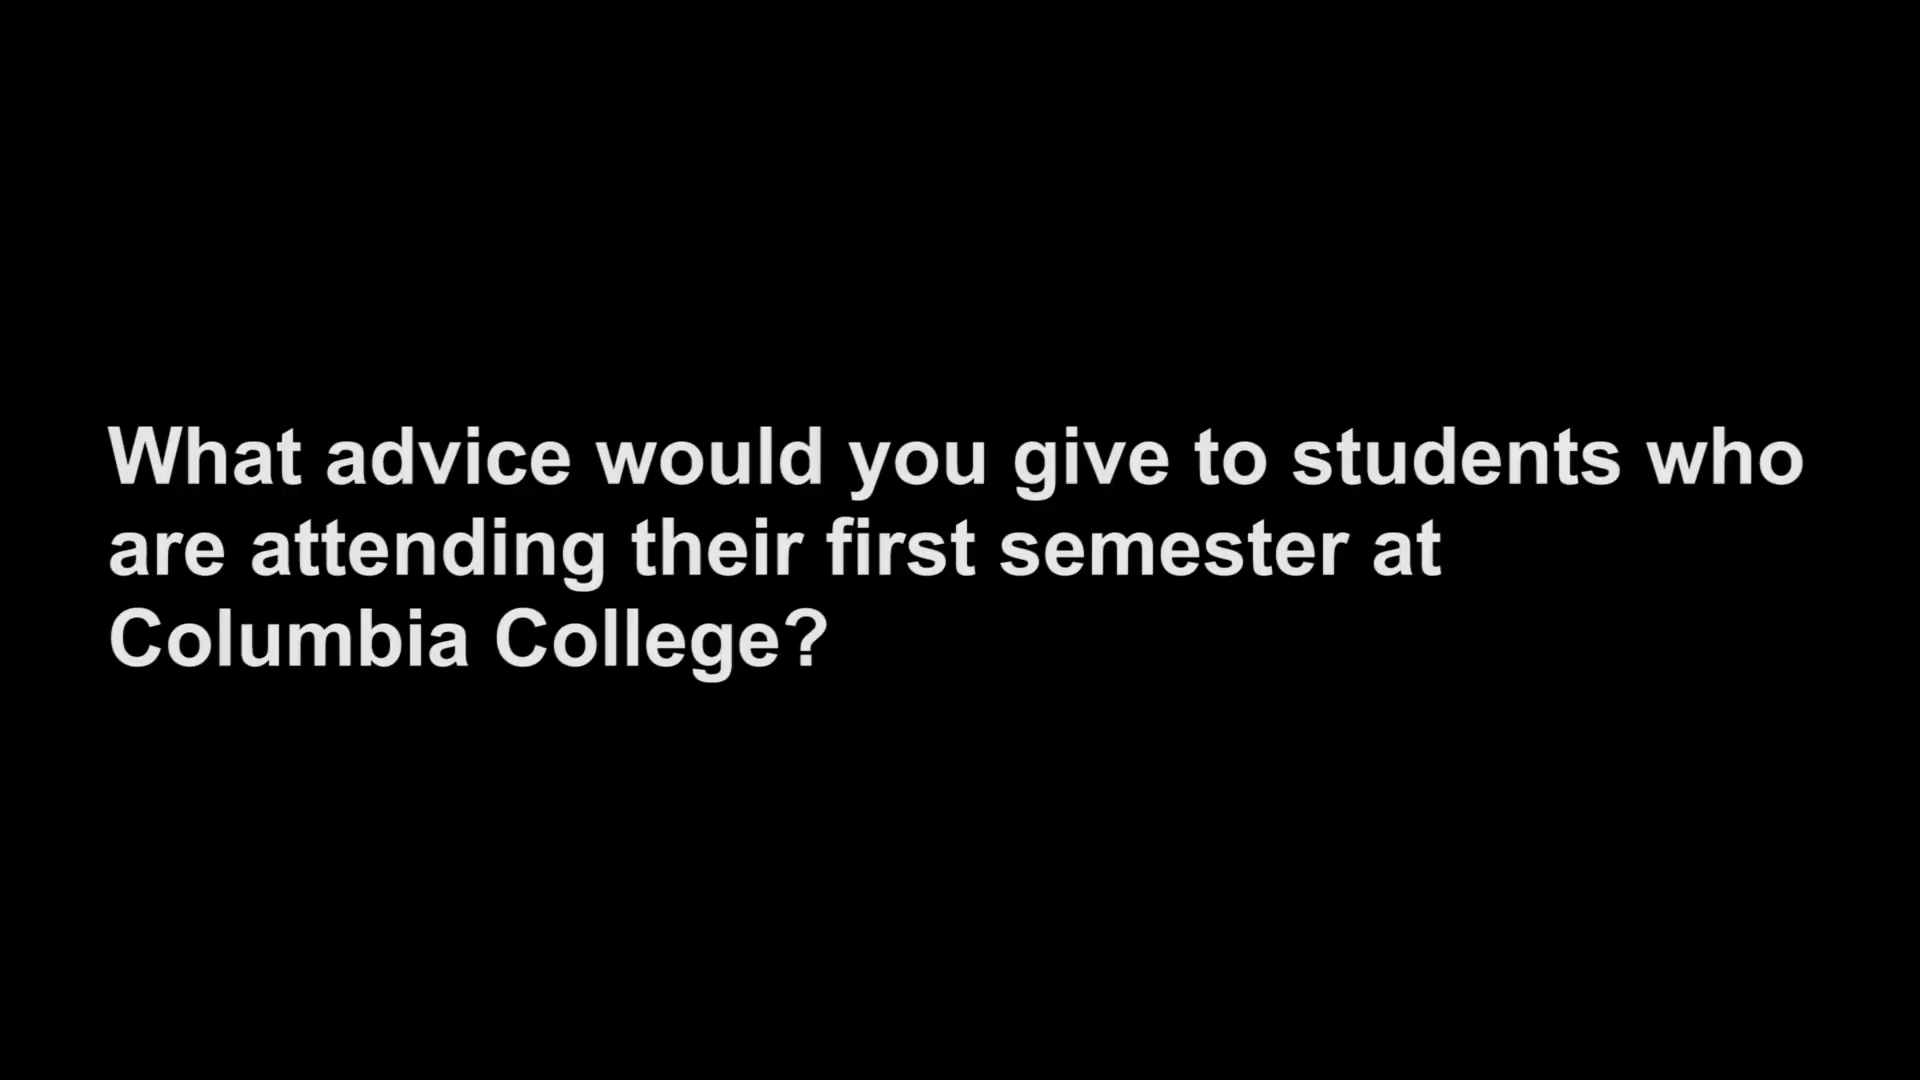 What advice would you give to students who
are attending their first semester at
Columbia College?